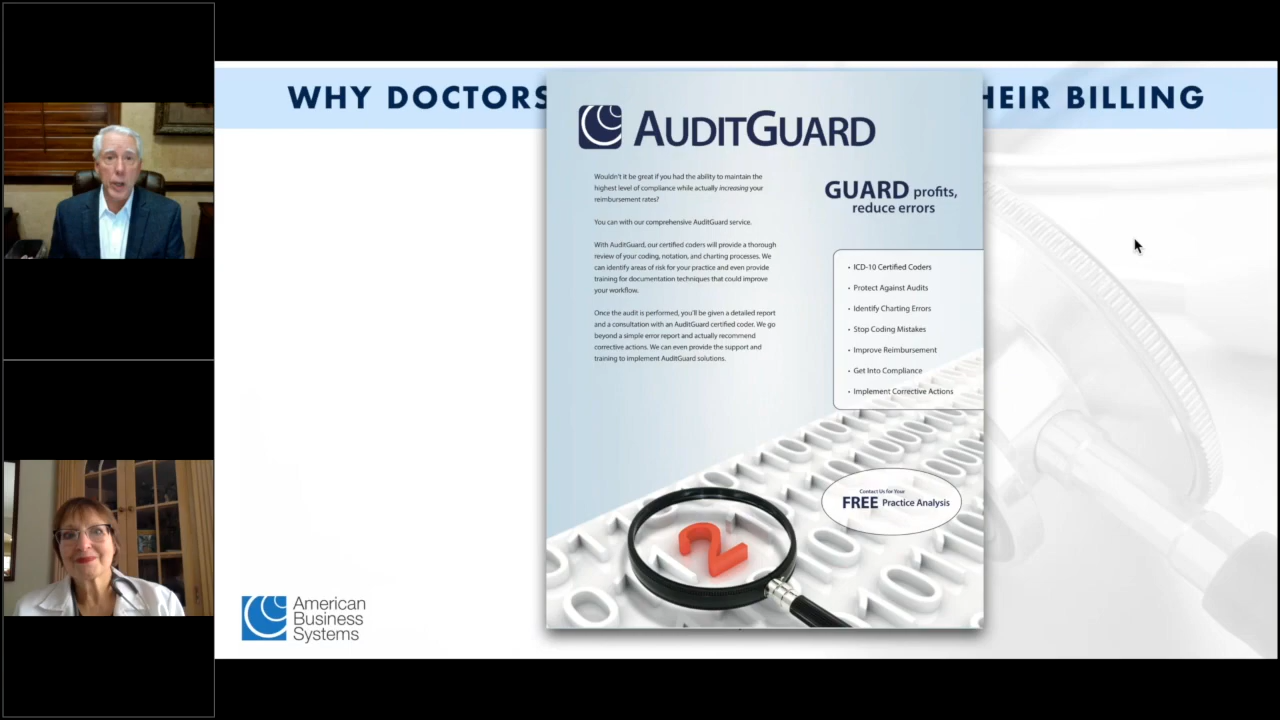 WHY DOCTORS
HEIR BILLING
AUDITGUARD
Wouldn't it be great if you had the ability to maintain the
highest level of compliance while actually increasing your
reimbursement rates?
You can with our comprehensive AuditGuard service.
With AuditGuard, our certified coders will provide a thorough
review of your coding, notation, and charting processes. We
can identify areas of risk for your practice and even provide
training for documentation techniques that could improve
your workflow.
Once the audit is performed, you'll be given a detailed report
and a consultation with an AuditGuard certified coder. We go
beyond a simple error report and actually recommend
corrective actions. We can even provide the support and
training to implement AuditGuard solutions.
GUARD profits,
reduce errors
• ICD-10 Certified Coders
• Protect Against Audits
• Identify Charting Errors
• Stop Coding Mistakes
• Improve Reimbursement
• Get Into Compliance
• Implement Corrective Actions
Contact Us for Your
FREE Practice Analysis
2
American
Business
Systems